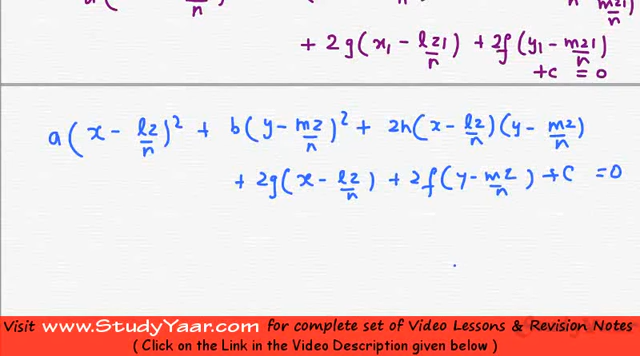 n mz1/n
+ 2g(x₁ - lz1/n) + 2f(y₁ - mz1/n)
+c = 0
a(x - lz/n)² + b(y - mz/n)² + 2h(x - lz/n)(y - mz/n)
+ 2g(x - lz/n) + 2f(y - mz/n) + c = 0
Visit www.StudyYaar.com for complete set of Video Lessons & Revision Notes
( Click on the Link in the Video Description given below )